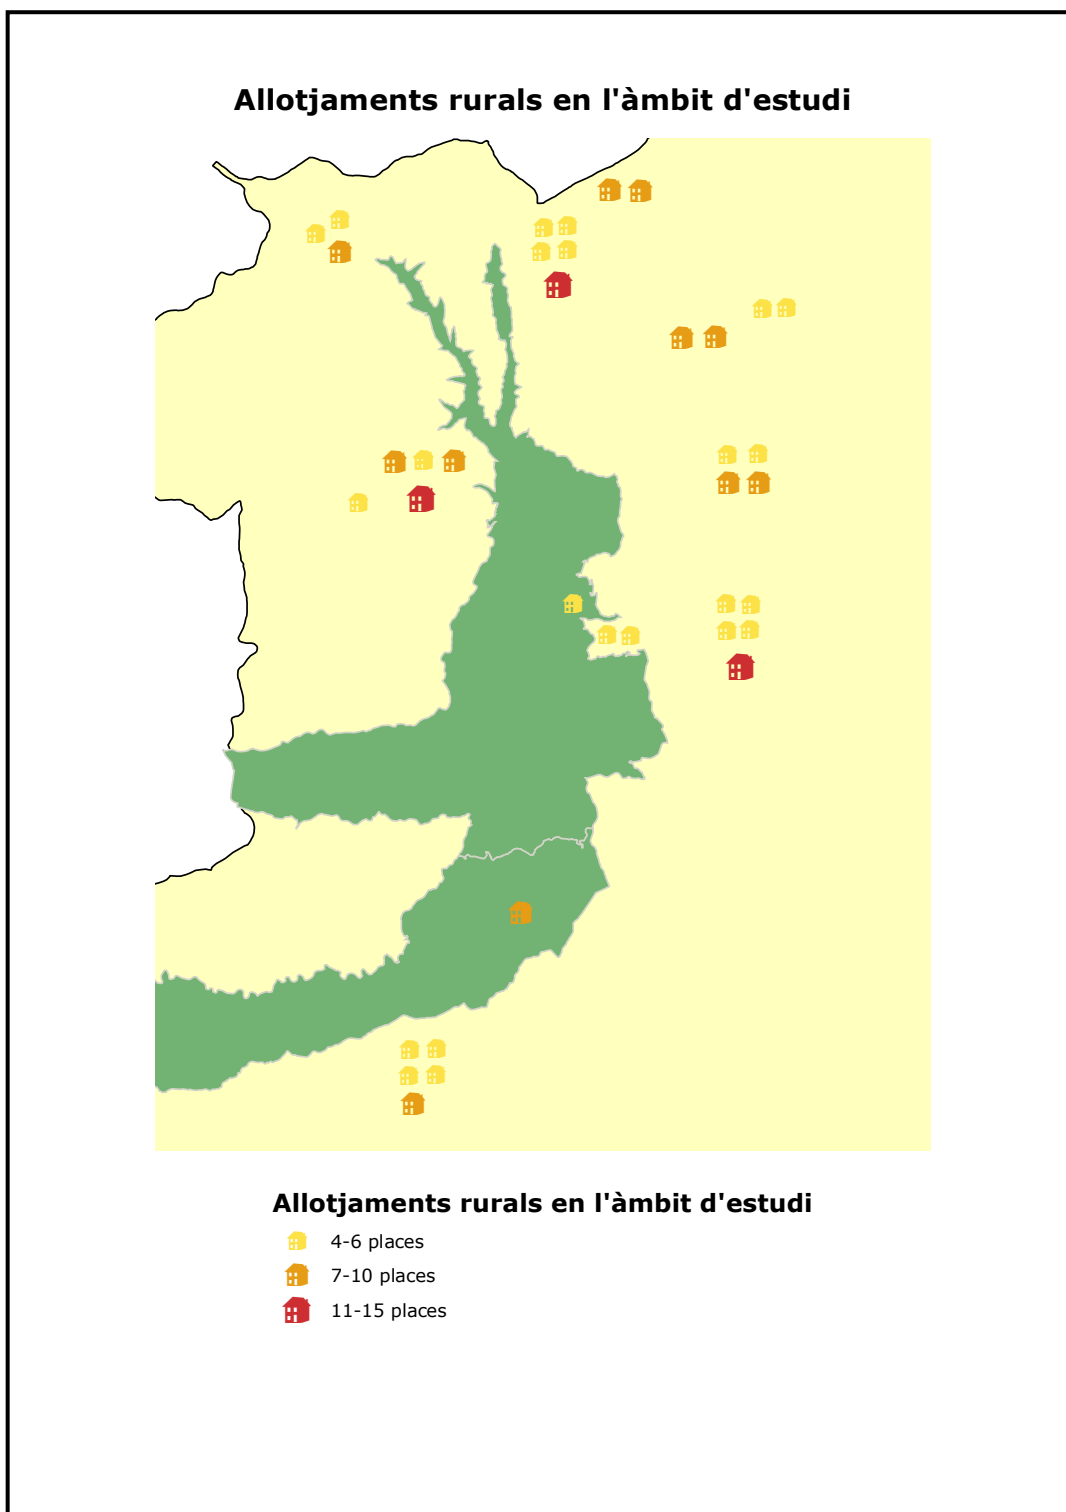 Allotjaments rurals en l'àmbit d'estudi
Allotjaments rurals en l'àmbit d'estudi
4-6 places
7-10 places
11-15 places